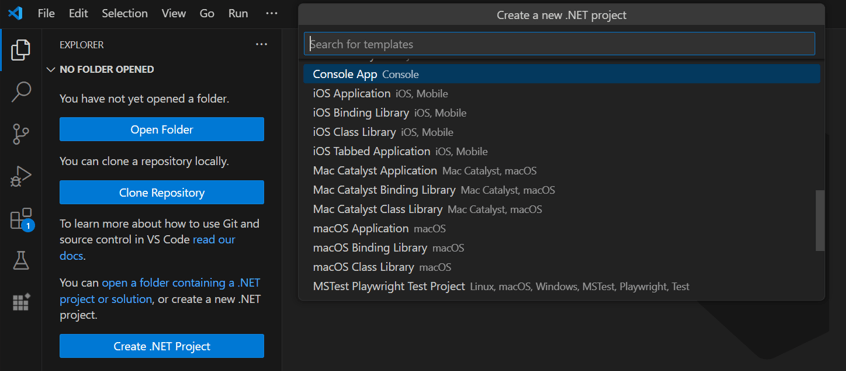 File Edit Selection View Go Run ···
Create a new .NET project
Search for templates
EXPLORER ···
NO FOLDER OPENED
You have not yet opened a folder.
Open Folder
You can clone a repository locally.
Clone Repository
To learn more about how to use Git and
source control in VS Code read our
docs.
You can open a folder containing a .NET
project or solution, or create a new .NET
project.
Create .NET Project
1
Console App Console
iOS Application iOS, Mobile
iOS Binding Library iOS, Mobile
iOS Class Library iOS, Mobile
iOS Tabbed Application iOS, Mobile
Mac Catalyst Application Mac Catalyst, macOS
Mac Catalyst Binding Library Mac Catalyst, macOS
Mac Catalyst Class Library Mac Catalyst, macOS
macOS Application macOS
macOS Binding Library macOS
macOS Class Library macOS
MSTest Playwright Test Project Linux, macOS, Windows, MSTest, Playwright, Test